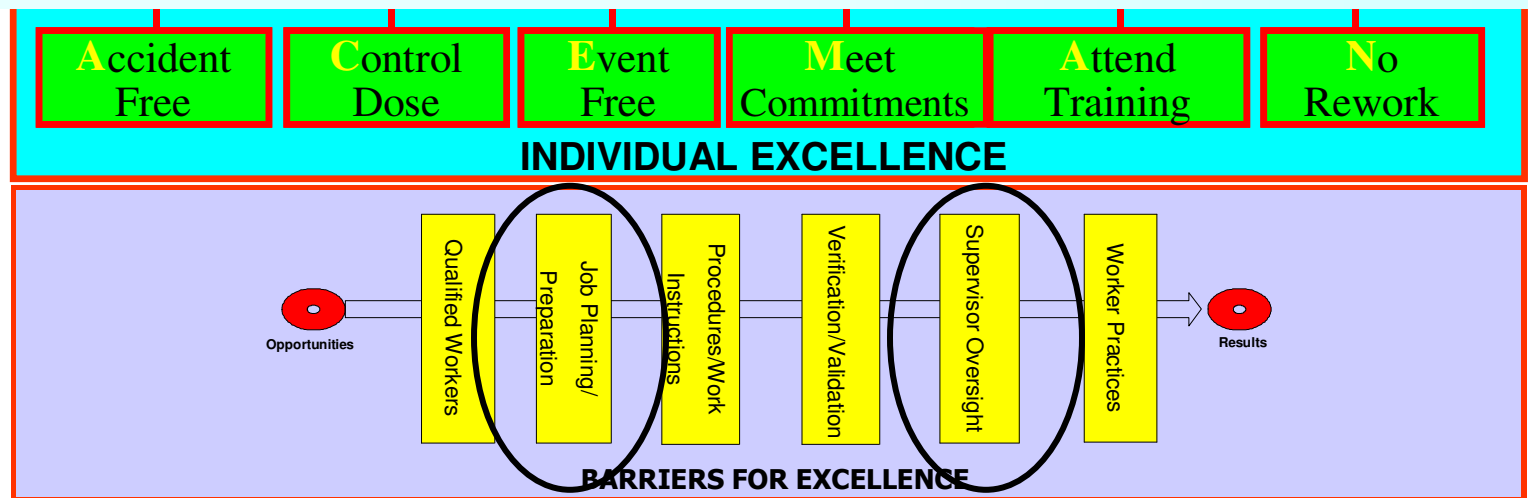 Accident
Free
Control
Dose
Event
Free
Meet
Commitments
Attend
Training
No
Rework
INDIVIDUAL EXCELLENCE
Opportunities
Qualified Workers
Job Planning/
Preparation
Procedures/Work
Instructions
Verification/Validation
Supervisor Oversight
Worker Practices
Results
BARRIERS FOR EXCELLENCE